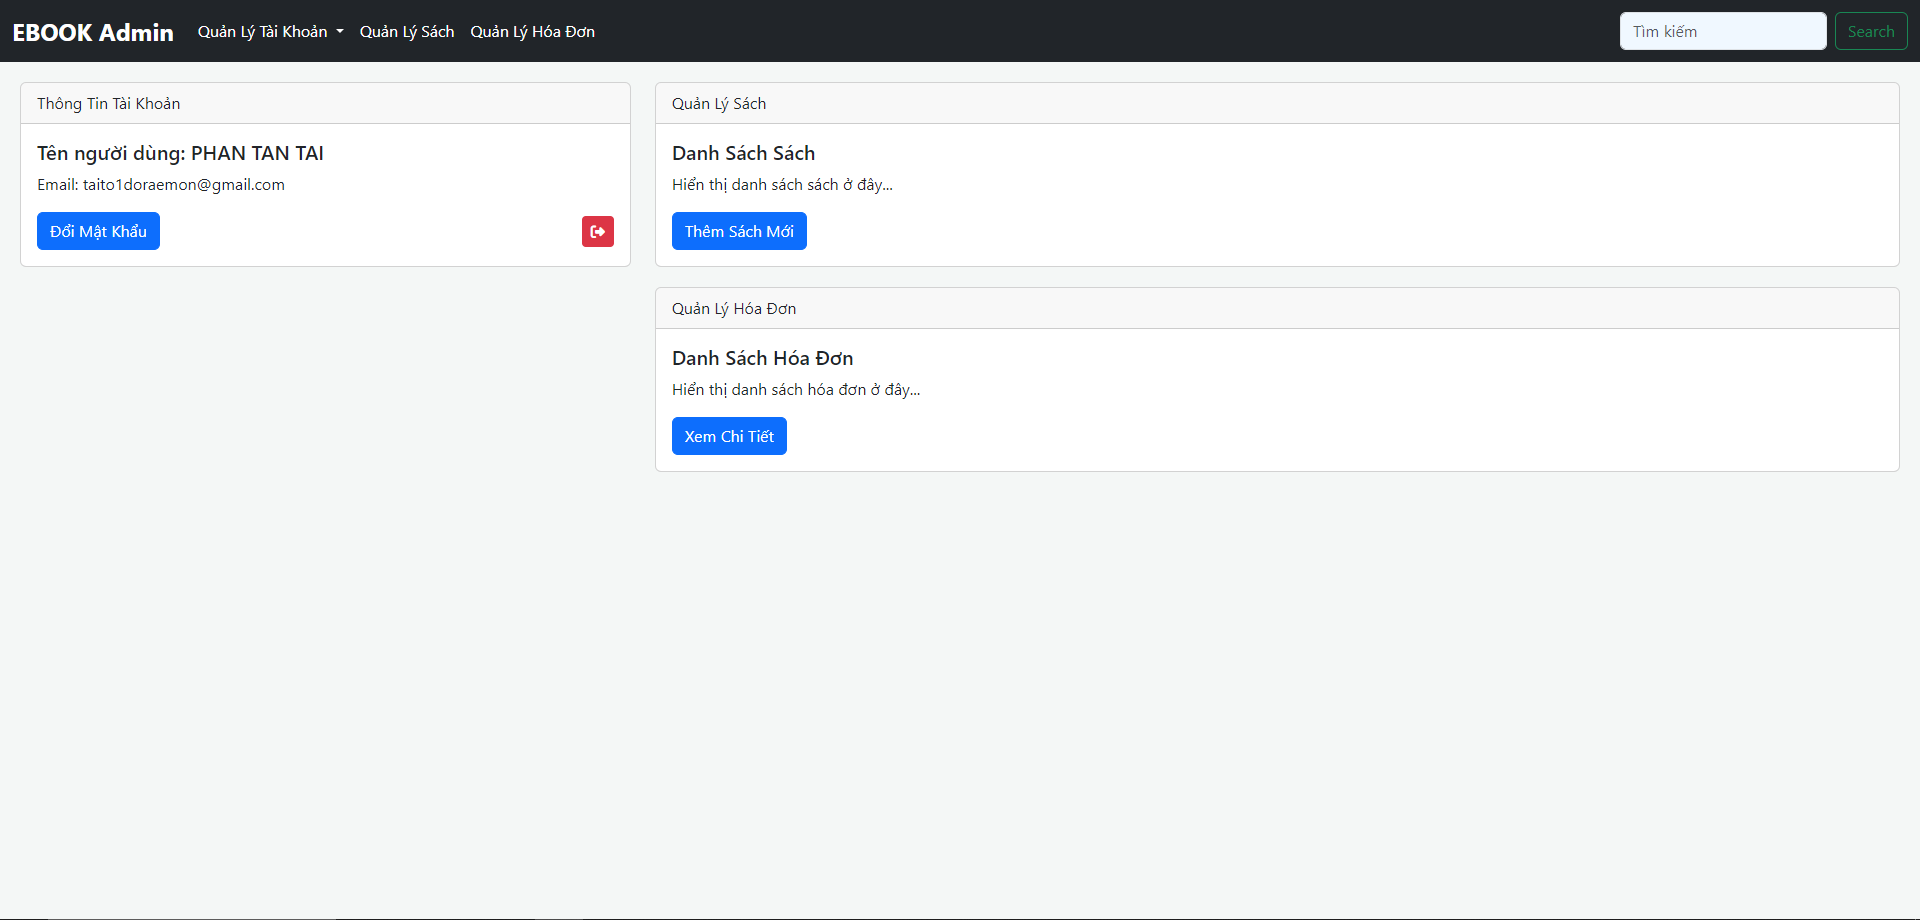 EBOOK Admin
Quản Lý Tài Khoản
Quản Lý Sách
Quản Lý Hóa Đơn
Tìm kiếm
Search
Thông Tin Tài Khoản
Tên người dùng: PHAN TAN TAI
Email: taito1doraemon@gmail.com
Đổi Mật Khẩu
Quản Lý Sách
Danh Sách Sách
Hiển thị danh sách sách ở đây...
Thêm Sách Mới
Quản Lý Hóa Đơn
Danh Sách Hóa Đơn
Hiển thị danh sách hóa đơn ở đây...
Xem Chi Tiết